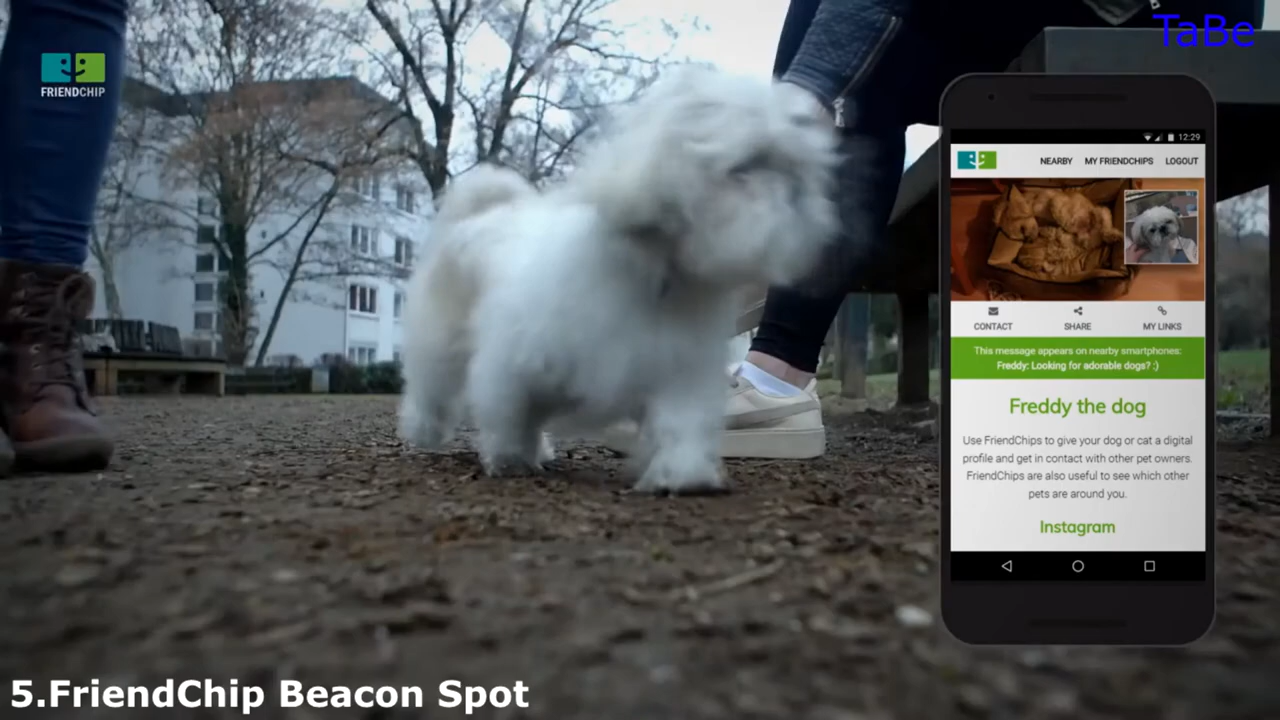 TaBe
FRIENDCHIP
12:29
NEARBY MY FRIENDCHIPS LOGOUT
CONTACT SHARE MY LINKS
This message appears on nearby smartphones:
Freddy: Looking for adorable dogs? :)
Freddy the dog
Use FriendChips to give your dog or cat a digital
profile and get in contact with other pet owners.
FriendChips are also useful to see which other
pets are around you.
Instagram
5.FriendChip Beacon Spot